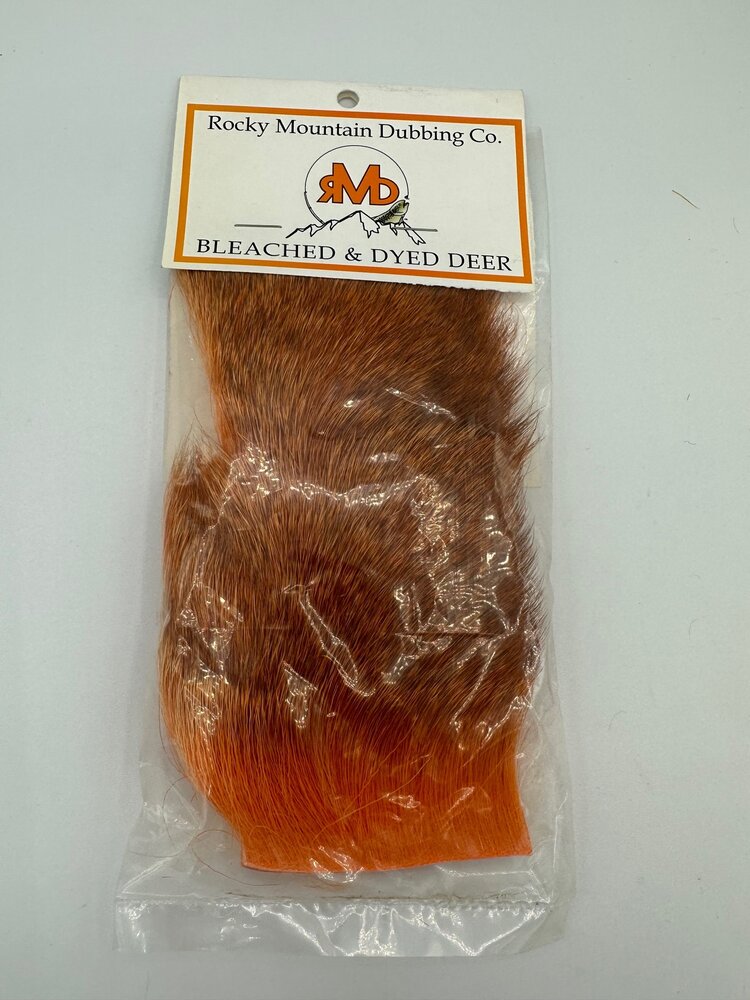 Rocky Mountain Dubbing Co.
RMD
BLEACHED & DYED DEER